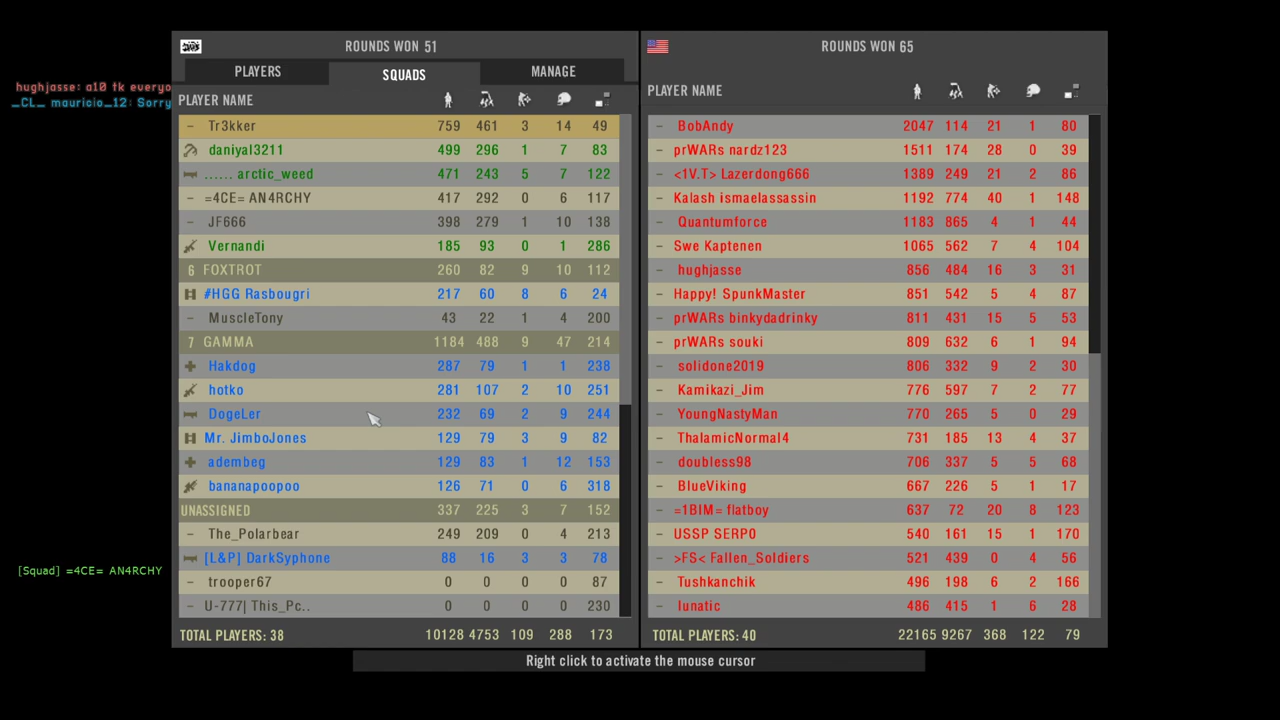 ROUNDS WON 51
PLAYERS
SQUADS
MANAGE
PLAYER NAME
- Tr3kker 759 461 3 14 49
daniyal3211 499 296 1 7 83
...... arctic_weed 471 243 5 7 122
- =4CE= AN4RCHY 417 292 0 6 117
- JF666 398 279 1 10 138
Vernandi 185 93 0 1 286
6 FOXTROT 260 82 9 10 112
#HGG Rasbougri 217 60 8 6 24
- MuscleTony 43 22 1 4 200
7 GAMMA 1184 488 9 47 214
Hakdog 287 79 1 1 238
hotko 281 107 2 10 251
DogeLer 232 69 2 9 244
Mr. JimboJones 129 79 3 9 82
adembeg 129 83 1 12 153
bananapoopoo 126 71 0 6 318
UNASSIGNED 337 225 3 7 152
- The_Polarbear 249 209 0 4 213
[L&P] DarkSyphone 88 16 3 3 78
- trooper67 0 0 0 0 87
- U-777| This_Pc.. 0 0 0 0 230
TOTAL PLAYERS: 38 10128 4753 109 288 173
ROUNDS WON 65
PLAYER NAME
- BobAndy 2047 114 21 1 80
- prWARs nardz123 1511 174 28 0 39
- <1V.T> Lazerdong666 1389 249 21 2 86
- Kalash ismaelassassin 1192 774 40 1 148
- Quantumforce 1183 865 4 1 44
- Swe Kaptenen 1065 562 7 4 104
- hughjasse 856 484 16 3 31
- Happy! SpunkMaster 851 542 5 4 87
- prWARs binkydadrinky 811 431 15 5 53
- prWARs souki 809 632 6 1 94
- solidone2019 806 332 9 2 30
- Kamikazi_Jim 776 597 7 2 77
- YoungNastyMan 770 265 5 0 29
- ThalamicNormal4 731 185 13 4 37
- doubless98 706 337 5 5 68
- BlueViking 667 226 5 1 17
- =1BIM= flatboy 637 72 20 8 123
- USSP SERPO 540 161 15 1 170
- >FS< Fallen_Soldiers 521 439 0 4 56
- Tushkanchik 496 198 6 2 166
- lunatic 486 415 1 6 28
TOTAL PLAYERS: 40 22165 9267 368 122 79
hughjasse: a10 tk everyo
_CL_ mauricio_12: Sorry
[Squad] =4CE= AN4RCHY
Right click to activate the mouse cursor